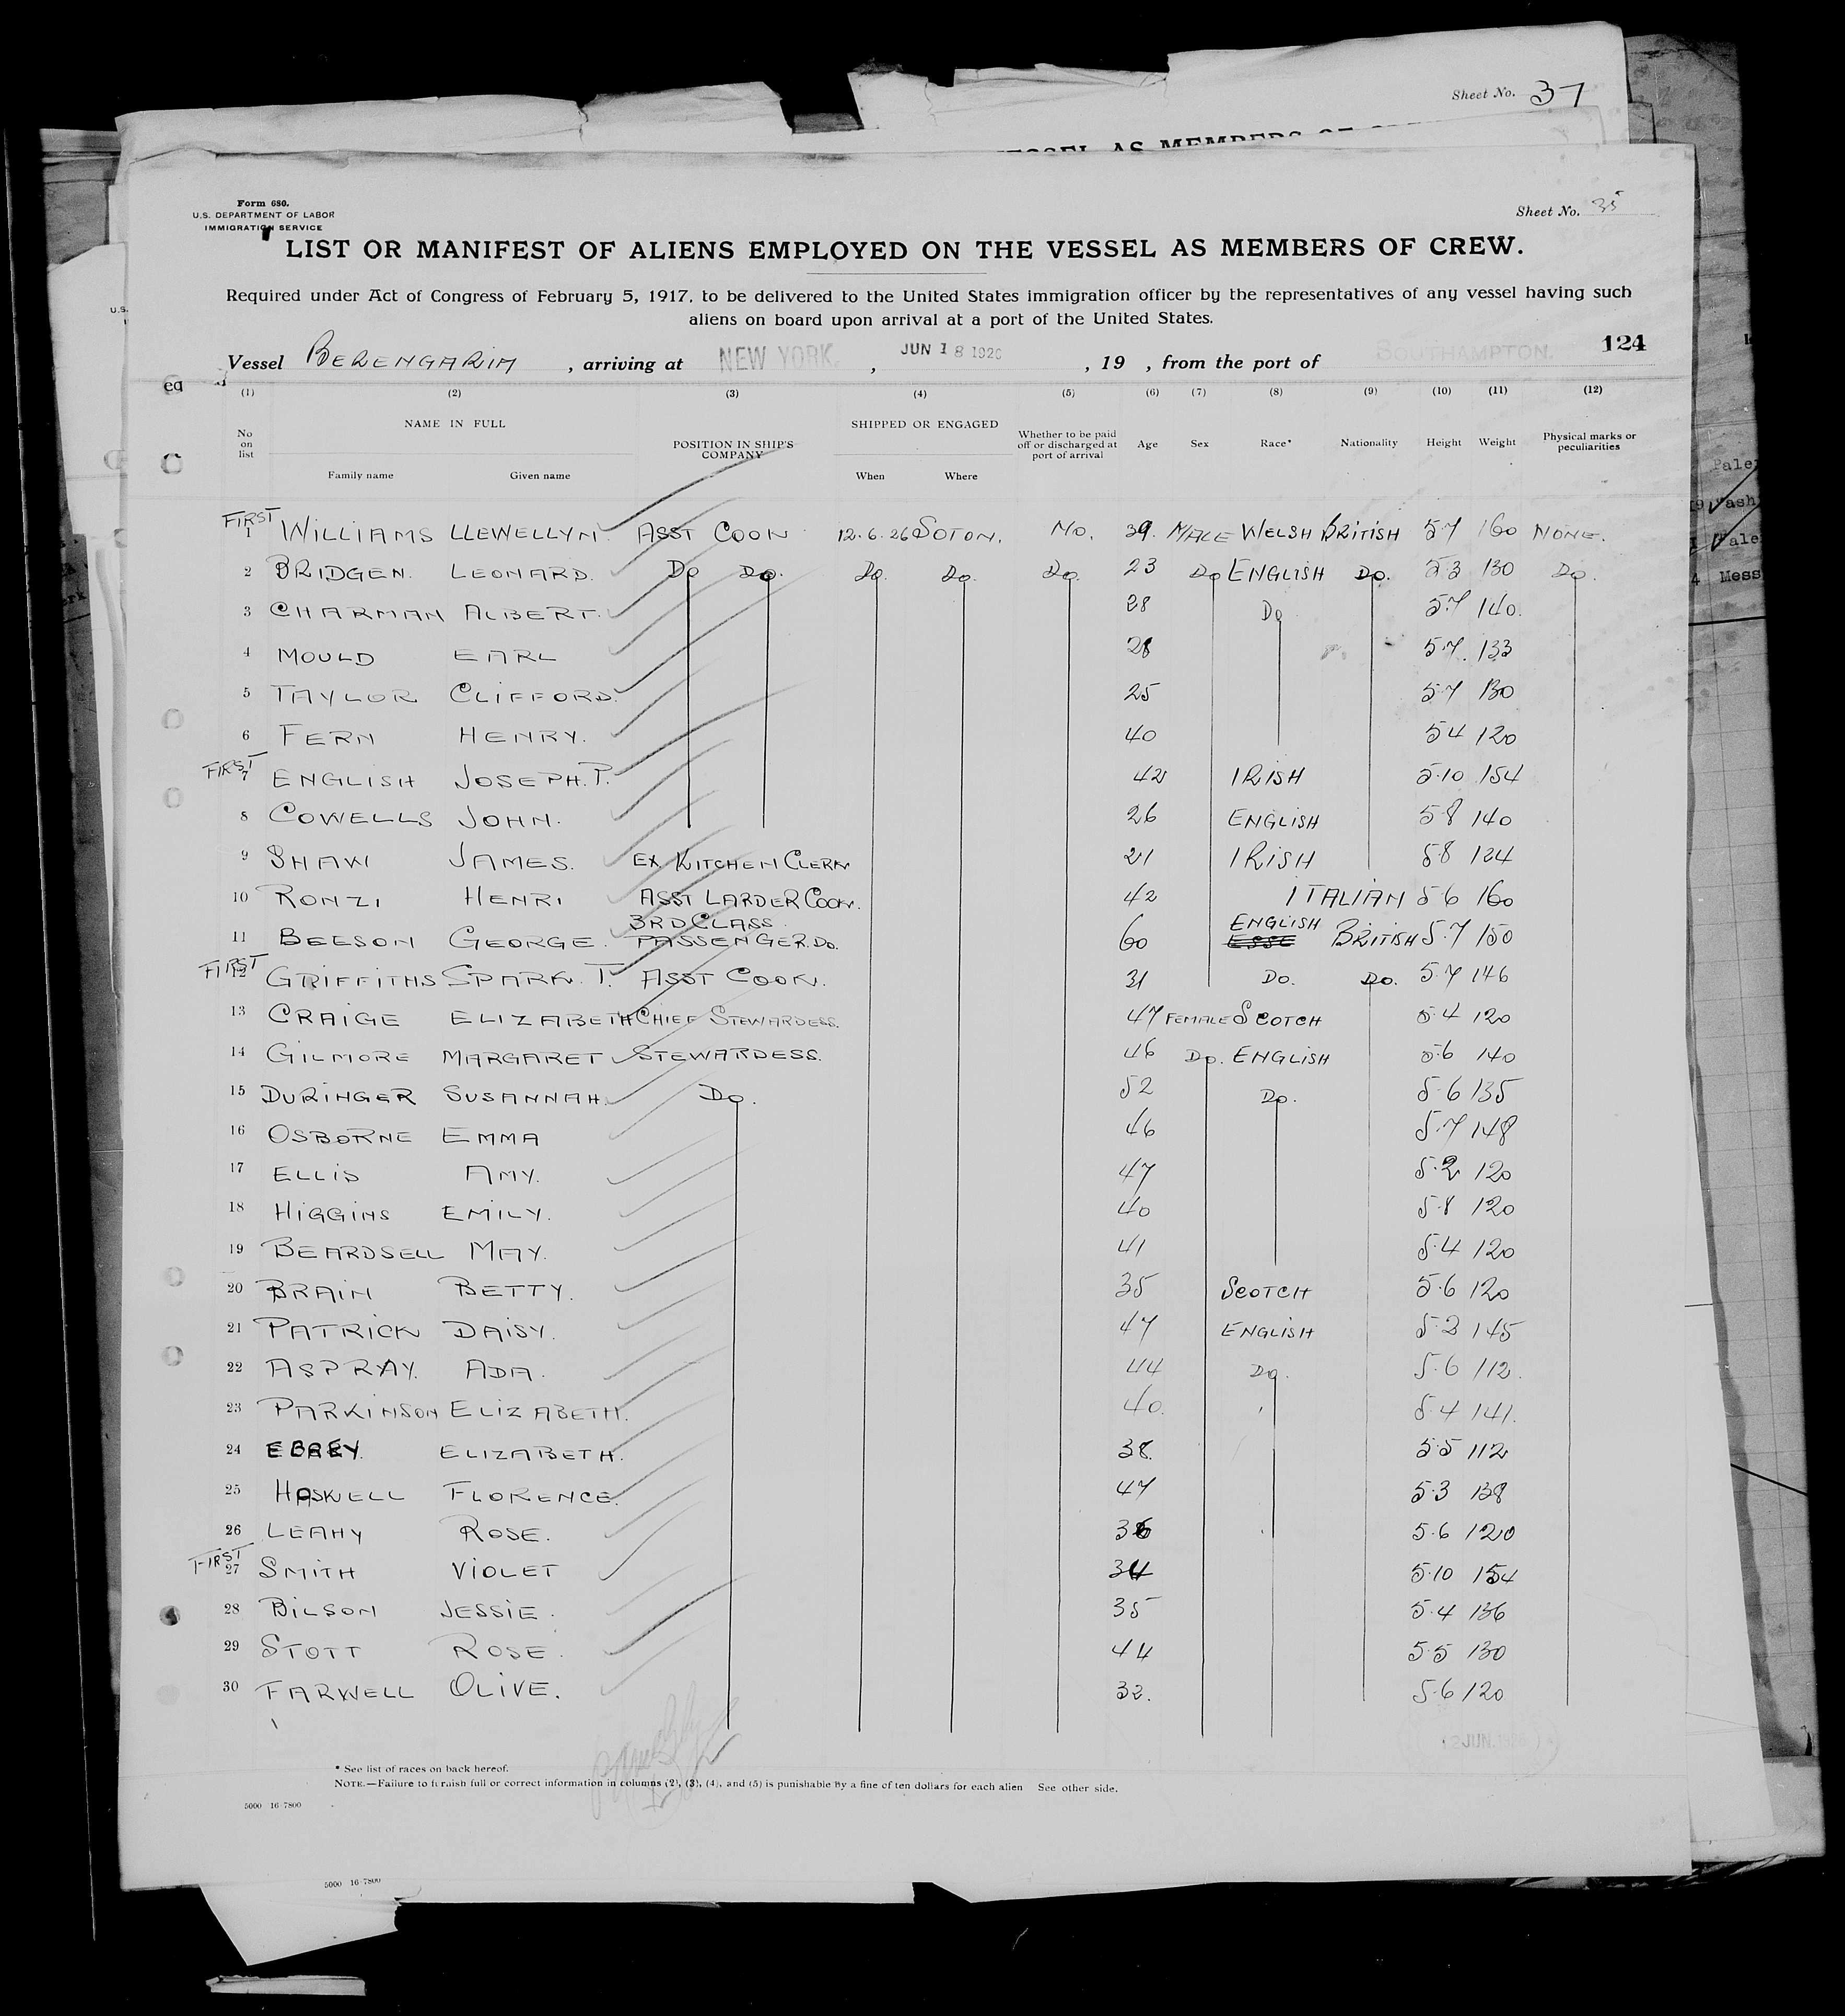 Sheet No. 37
Form 680.
U.S. DEPARTMENT OF LABOR
IMMIGRATION SERVICE
Sheet No. 35
LIST OR MANIFEST OF ALIENS EMPLOYED ON THE VESSEL AS MEMBERS OF CREW.
Required under Act of Congress of February 5, 1917, to be delivered to the United States immigration officer by the representatives of any vessel having such
aliens on board upon arrival at a port of the United States.
124
Vessel BERENGARIA, arriving at NEW YORK, JUN 18 1926, 19 , from the port of SOUTHAMPTON.
(1) (2) (3) (4) (5) (6) (7) (8) (9) (10) (11) (12)
No on list NAME IN FULL Family name Given name POSITION IN SHIP'S COMPANY SHIPPED OR ENGAGED When Where Whether to be paid off or discharged at port of arrival Age Sex Race* Nationality Height Weight Physical marks or peculiarities
FIRST 1 WILLIAMS LLEWELLYN. ASST COOK 12.6.26 SOTON. NO. 39. MALE WELSH BRITISH 5.7 160 NONE.
2 BRIDGEN. LEONARD. DO DO. DO. DO. DO. 23 DO ENGLISH DO. 5.3 130 DO.
3 CHARMAN ALBERT. 28 DO 5.7 140.
4 MOULD EARL 28 5.7. 133
5 TAYLOR CLIFFORD. 25 5.7 130
6 FERN HENRY. 40 5 4 120
FIRST 7 ENGLISH JOSEPH.P. 42 IRISH 5.10 154
8 COWELLS JOHN. 26 ENGLISH 5 8 140
9 SHAW JAMES. EX KITCHEN CLERK 21 IRISH 5.8 124
10 RONZI HENRI ASST LARDER COOK. 42 ITALIAN 5 6 160
11 BEESON GEORGE. 3RD CLASS PASSENGER. DO. 60 ENGLISH BRITISH 5.7 150
FIRST 12 GRIFFITHS SPARK. T. ASST COOK. 31 DO. DO. 5.7 146
13 CRAIGE ELIZABETH CHIEF STEWARDESS. 47 FEMALE SCOTCH 5.4 120
14 GILMORE MARGARET STEWARDESS. 46 DO. ENGLISH 5.6 140
15 DURINGER SUSANNAH. DO. 52 DO. 5.6 135
16 OSBORNE EMMA 46 5.7 148
17 ELLIS AMY. 47 5.2 120
18 HIGGINS EMILY. 40 5.8 120
19 BEARDSELL MAY. 41 5.4 120
20 BRAIN BETTY. 35 SCOTCH 5.6 120
21 PATRICK DAISY. 47 ENGLISH 5.2 145
22 ASPRAY. ADA. 44 DO. 5.6 112.
23 PARKINSON ELIZABETH. 40. 5.4 141.
24 EBREY. ELIZABETH. 38. 5.5 112
25 HASWELL FLORENCE. 47 5.3 138
26 LEAHY ROSE. 36 5.6 120
FIRST 27 SMITH VIOLET 34 5.10 154
28 BILSON JESSIE. 35 5.4 136
29 STOTT ROSE. 44 5.5 130
30 FARWELL OLIVE. 32. 5.6 120
12 JUN. 1926
* See list of races on back hereof.
NOTE.—Failure to furnish full or correct information in columns (2), (3), (4), and (5) is punishable by a fine of ten dollars for each alien See other side.
5000 16-7800
5000 16-7800